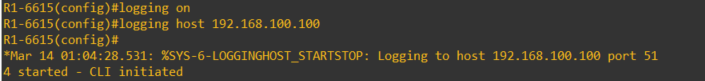 R1-6615(config)#logging on
R1-6615(config)#logging host 192.168.100.100
R1-6615(config)#
*Mar 14 01:04:28.531: %SYS-6-LOGGINGHOST_STARTSTOP: Logging to host 192.168.100.100 port 51
4 started - CLI initiated